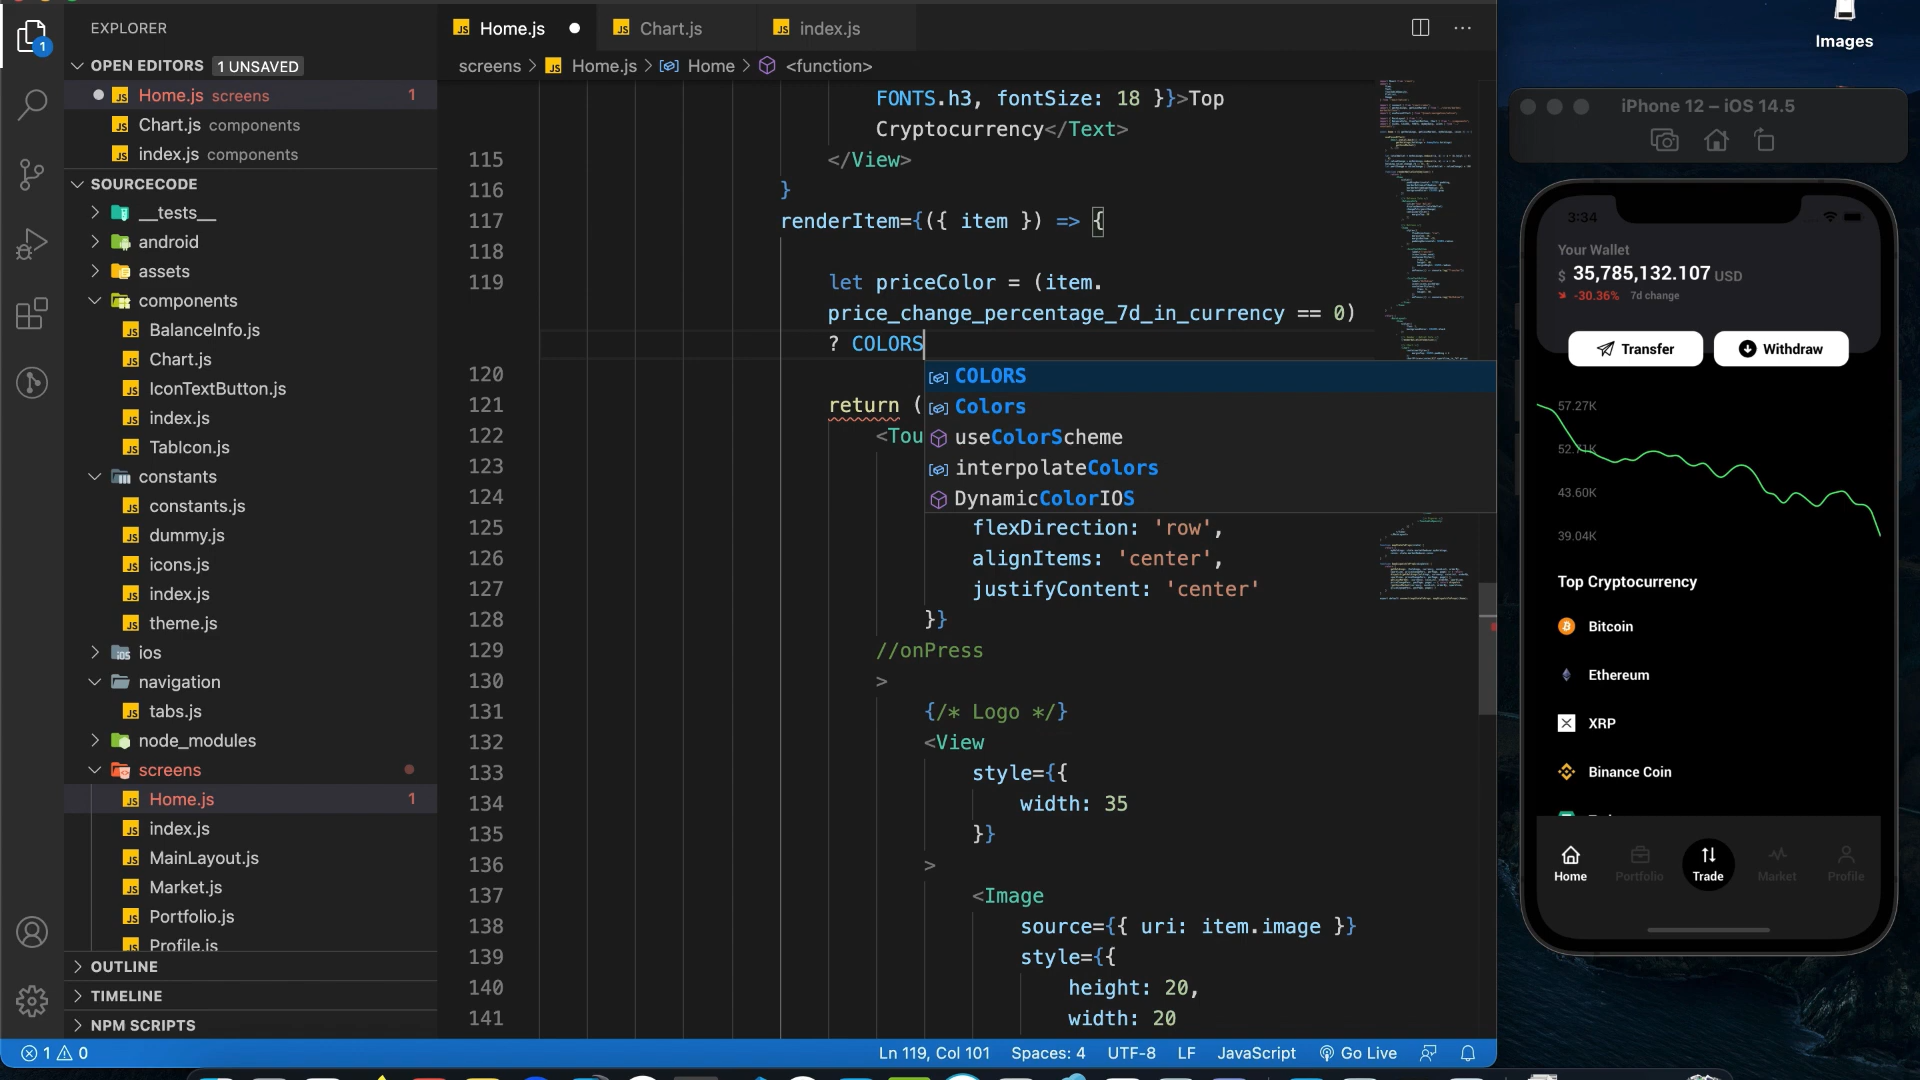 EXPLORER
OPEN EDITORS 1 UNSAVED
Home.js screens 1
Chart.js components
index.js components
SOURCECODE
__tests__
android
assets
components
BalanceInfo.js
Chart.js
IconTextButton.js
index.js
TabIcon.js
constants
constants.js
dummy.js
icons.js
index.js
theme.js
ios
navigation
tabs.js
node_modules
screens
Home.js 1
index.js
MainLayout.js
Market.js
Portfolio.js
Profile.js
OUTLINE
TIMELINE
NPM SCRIPTS
1 0
Home.js
Chart.js
index.js
screens > Home.js > Home > <function>
FONTS.h3, fontSize: 18 }}>Top
Cryptocurrency</Text>
115 </View>
116 }
117 renderItem={({ item }) => {
118
119 let priceColor = (item.
price_change_percentage_7d_in_currency == 0)
? COLORS
120
121 return (
122 <Tou
123
124
125 flexDirection: 'row',
126 alignItems: 'center',
127 justifyContent: 'center'
128 }}
129 //onPress
130 >
131 {/* Logo */}
132 <View
133 style={{
134 width: 35
135 }}
136 >
137 <Image
138 source={{ uri: item.image }}
139 style={{
140 height: 20,
141 width: 20
COLORS
Colors
useColorScheme
interpolateColors
DynamicColorIOS
Ln 119, Col 101 Spaces: 4 UTF-8 LF JavaScript Go Live
Images
iPhone 12 – iOS 14.5
3:34
Your Wallet
$ 35,785,132.107 USD
-30.36% 7d change
Transfer
Withdraw
57.27K
52.71K
43.60K
39.04K
Top Cryptocurrency
Bitcoin
Ethereum
XRP
Binance Coin
Home Portfolio Trade Market Profile